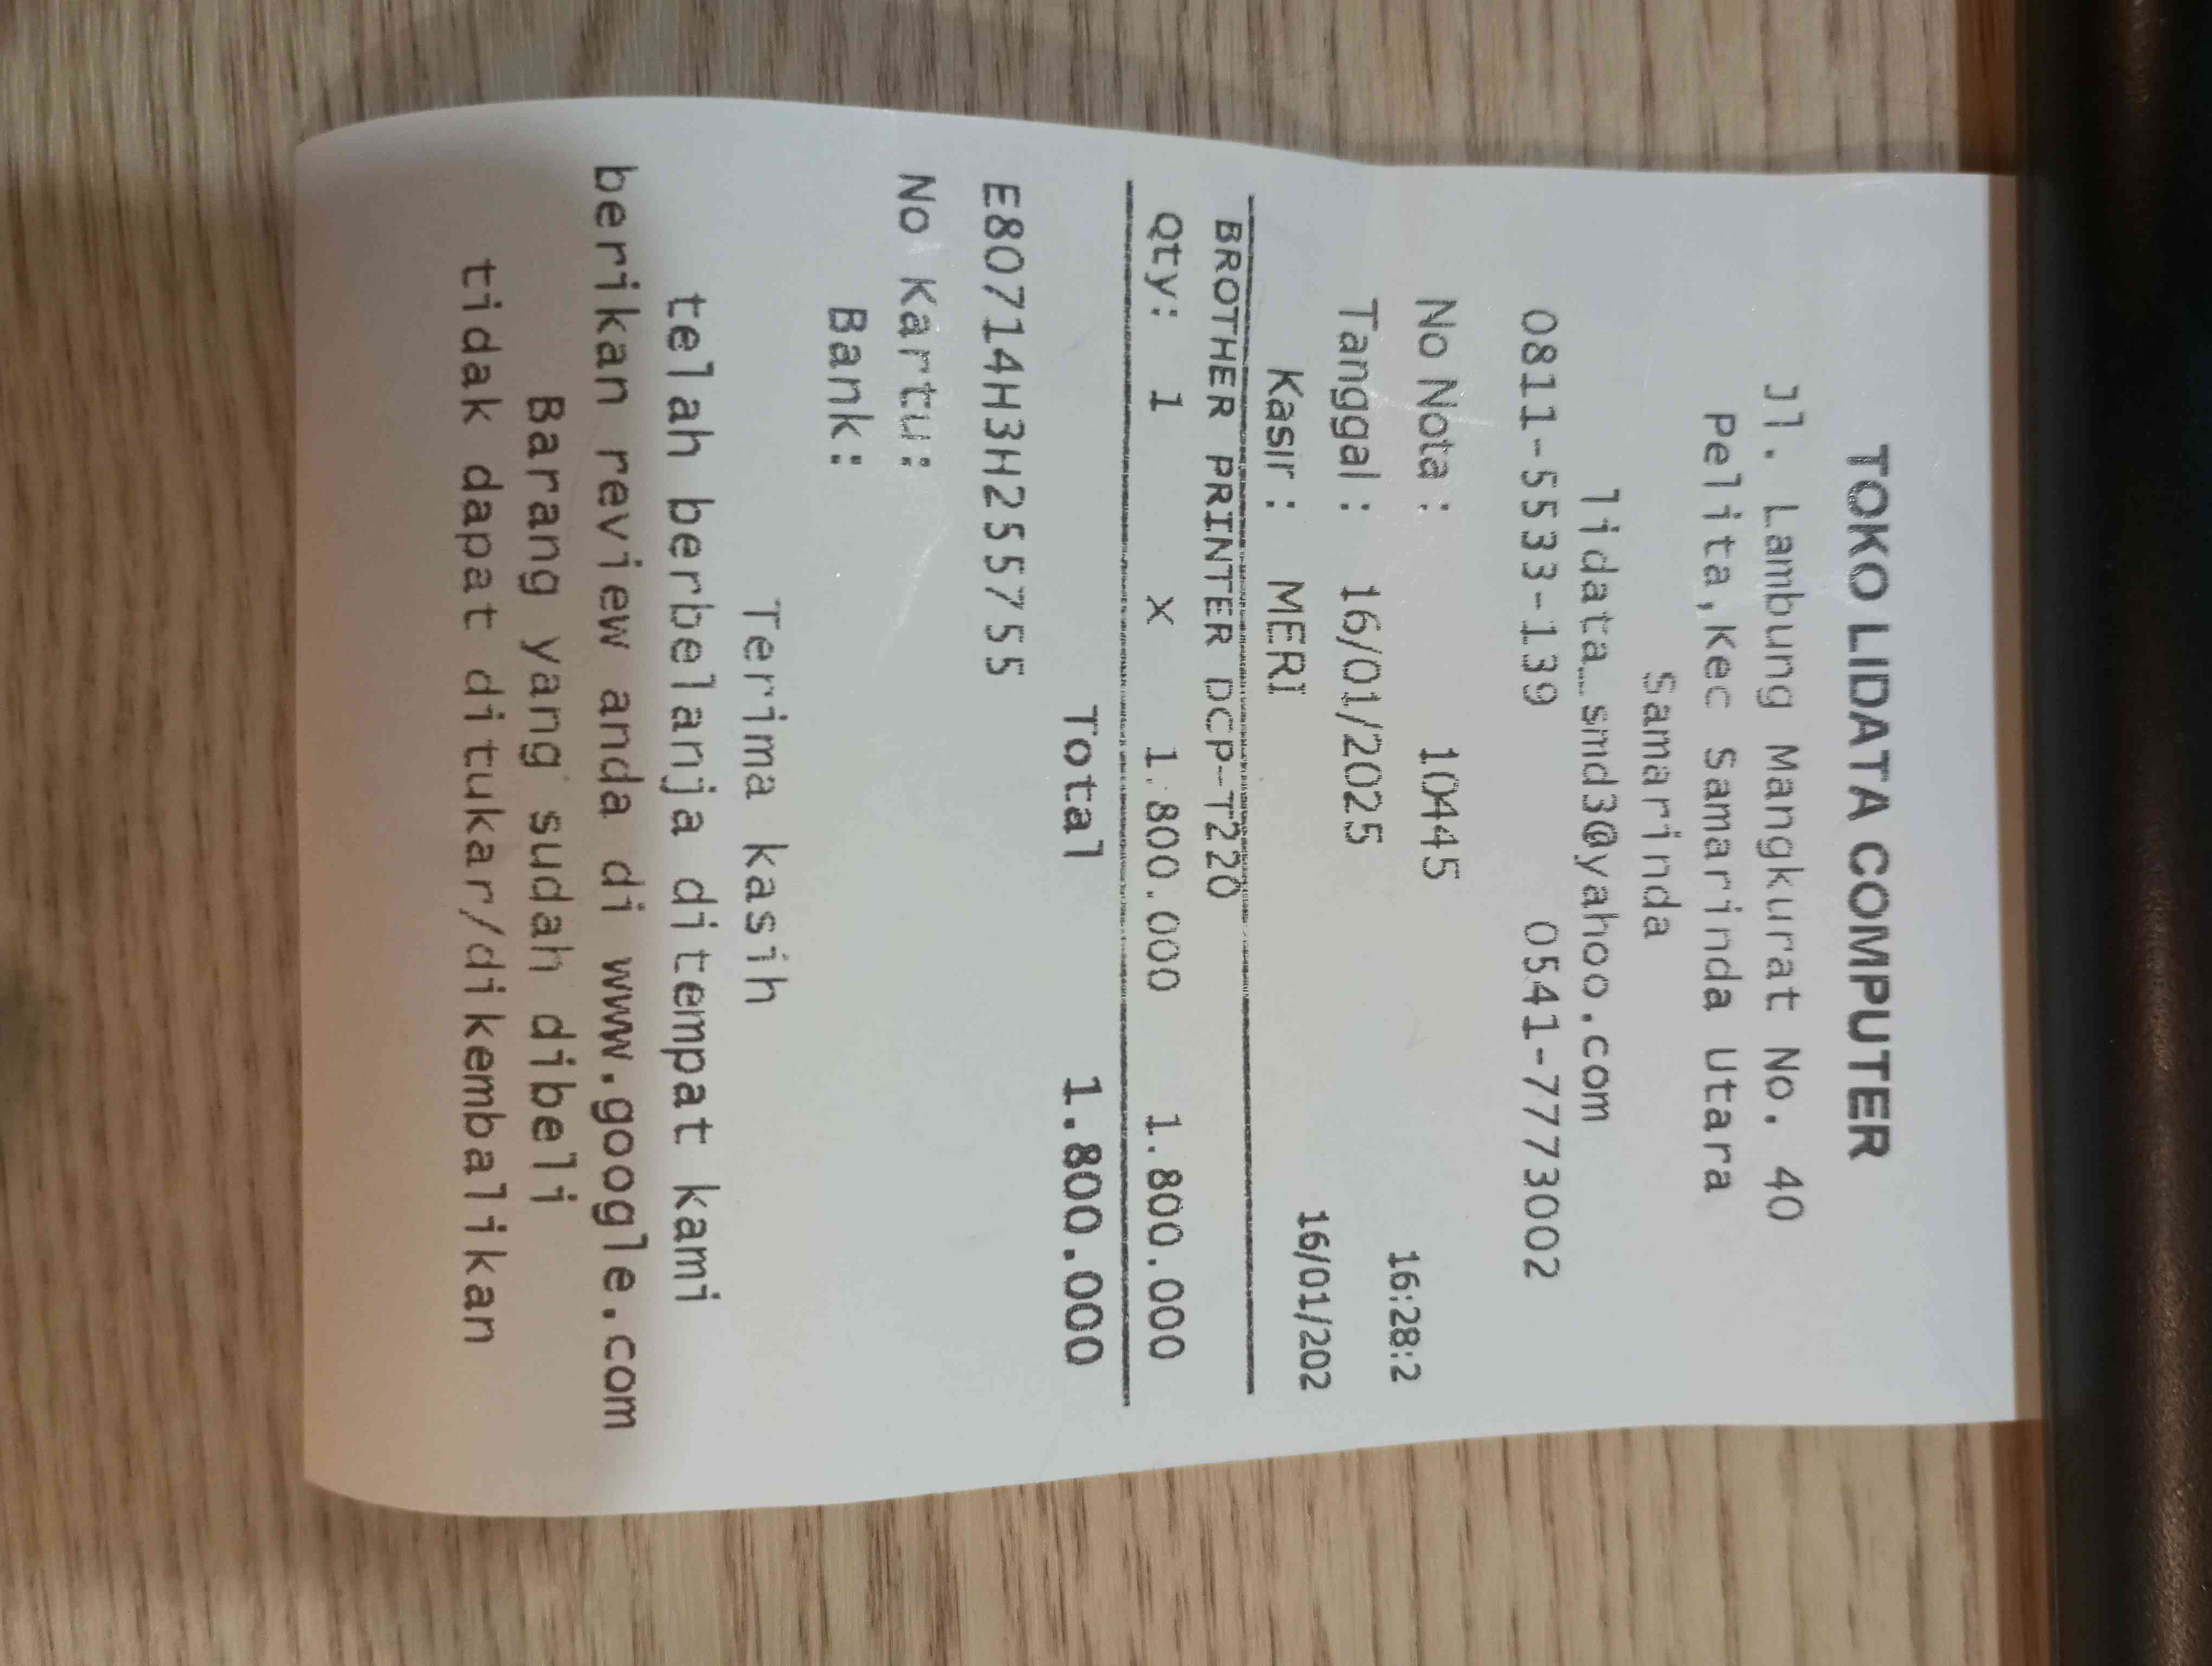 TOKO LIDATA COMPUTER
Jl. Lambung Mangkurat No. 40
Pelita,Kec Samarinda Utara
Samarinda
lidata_smd3@yahoo.com
0811-5533-139 0541-7773002
No Nota : 10445
16:28:2
Tanggal : 16/01/2025
16/01/202
Kasir : MERI
BROTHER PRINTER DCP-T220
Qty: 1 x 1.800.000 1.800.000
Total 1.800.000
E80714H3H255755
No Kartu:
Bank:
Terima kasih
telah berbelanja ditempat kami
berikan review anda di www.google.com
Barang yang sudah dibeli
tidak dapat ditukar/dikembalikan